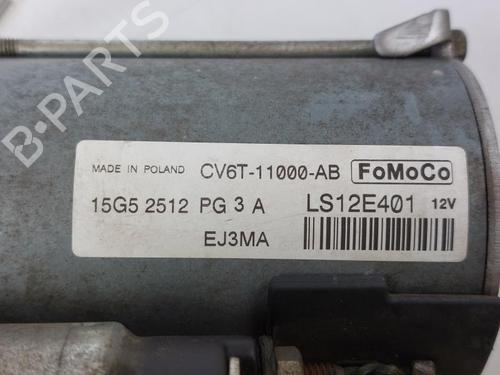 B-PARTS
MADE IN POLAND CV6T-11000-AB FoMoCo
15G5 2512 PG 3 A LS12E401 12V
EJ3MA